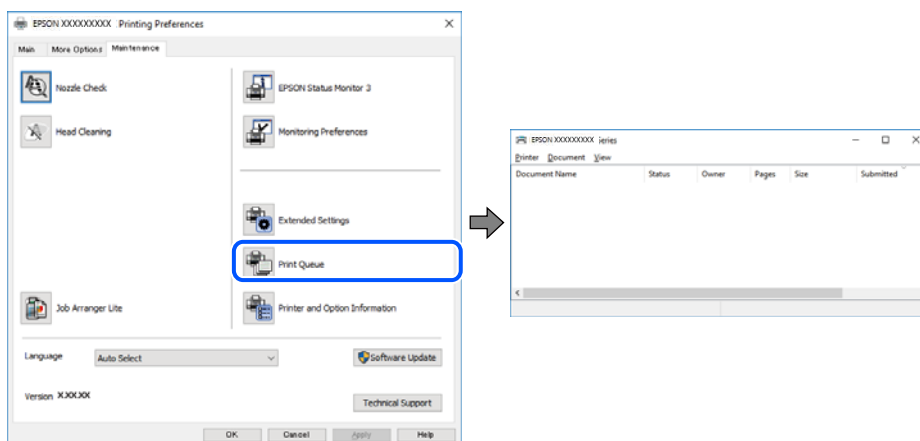 EPSON XXXXXXXXX Printing Preferences
Main More Options Maintenance
Nozzle Check
Head Cleaning
Job Arranger Lite
EPSON Status Monitor 3
Monitoring Preferences
Extended Settings
Print Queue
Printer and Option Information
Language Auto Select Software Update
Version X.XX.XX
Technical Support
OK Cancel Apply Help
EPSON XXXXXXXXX ieries
Printer Document View
Document Name Status Owner Pages Size Submitted